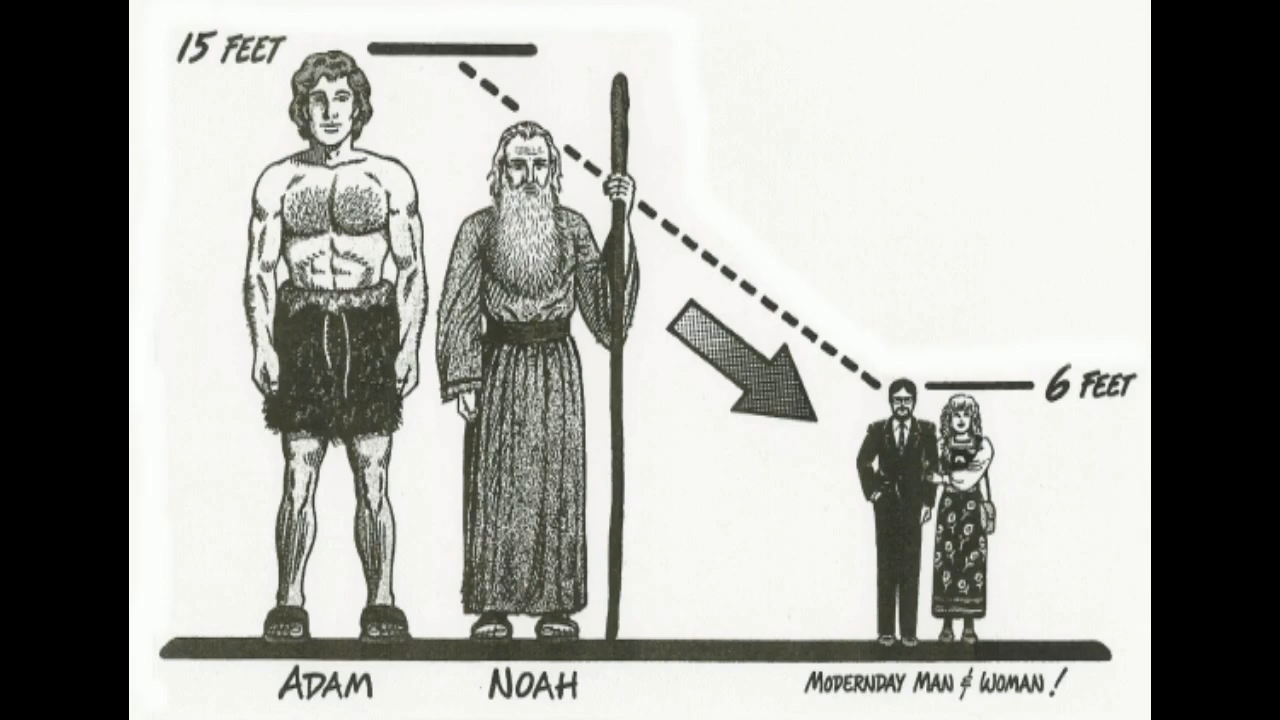 15 FEET
6 FEET
ADAM
NOAH
MODERNDAY MAN & WOMAN!